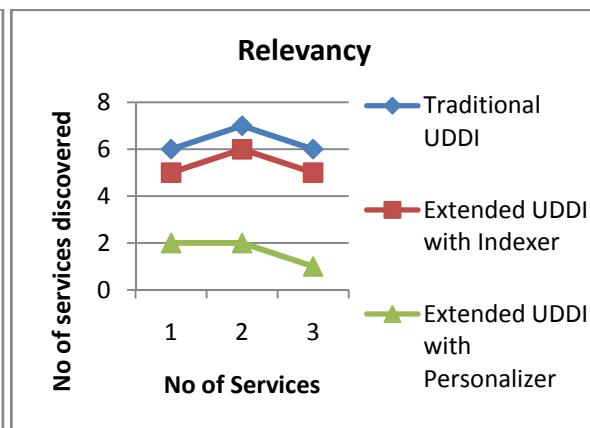 Relevancy
No of services discovered
8
6
4
2
0
1 2 3
No of Services
Traditional
UDDI
Extended UDDI
with Indexer
Extended UDDI
with
Personalizer